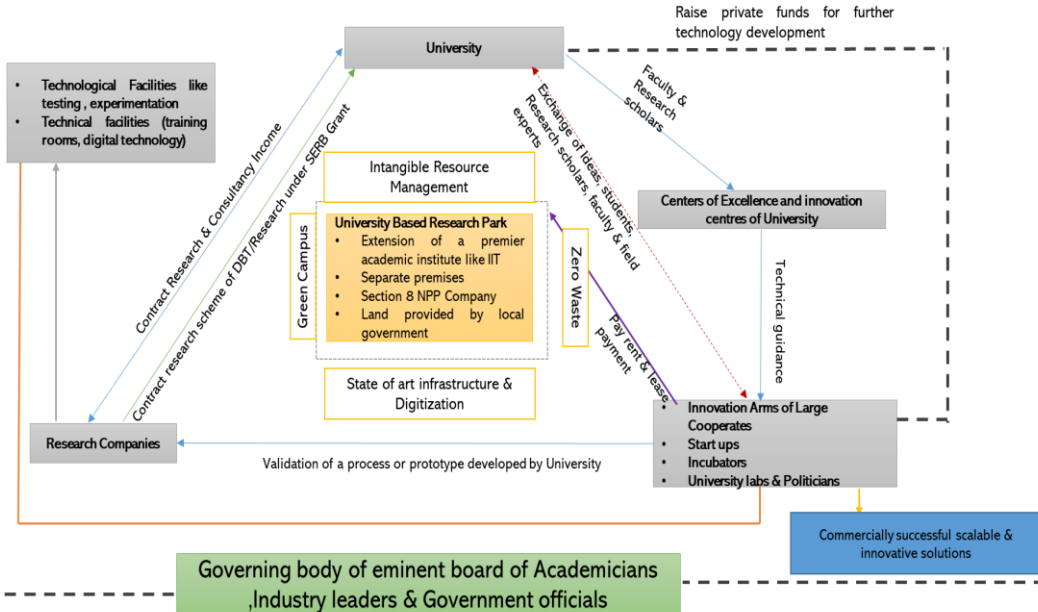 Raise private funds for further
technology development
University
• Technological Facilities like
testing , experimentation
• Technical facilities (training
rooms, digital technology)
Faculty &
Research
scholars
Contract Research & Consultancy Income
Contract research scheme of DBT/Research under SERB Grant
Exchange of Ideas, students,
Research scholars, faculty & field
experts
Intangible Resource
Management
Centers of Excellence and innovation
centres of University
Green Campus
University Based Research Park
• Extension of a premier
academic institute like IIT
• Separate premises
• Section 8 NPP Company
• Land provided by local
government
Zero Waste
Technical guidance
Pay rent & lease
payment
State of art infrastructure &
Digitization
• Innovation Arms of Large
Cooperates
• Start ups
• Incubators
• University labs & Politicians
Research Companies
Validation of a process or prototype developed by University
Commercially successful scalable &
innovative solutions
Governing body of eminent board of Academicians
,Industry leaders & Government officials